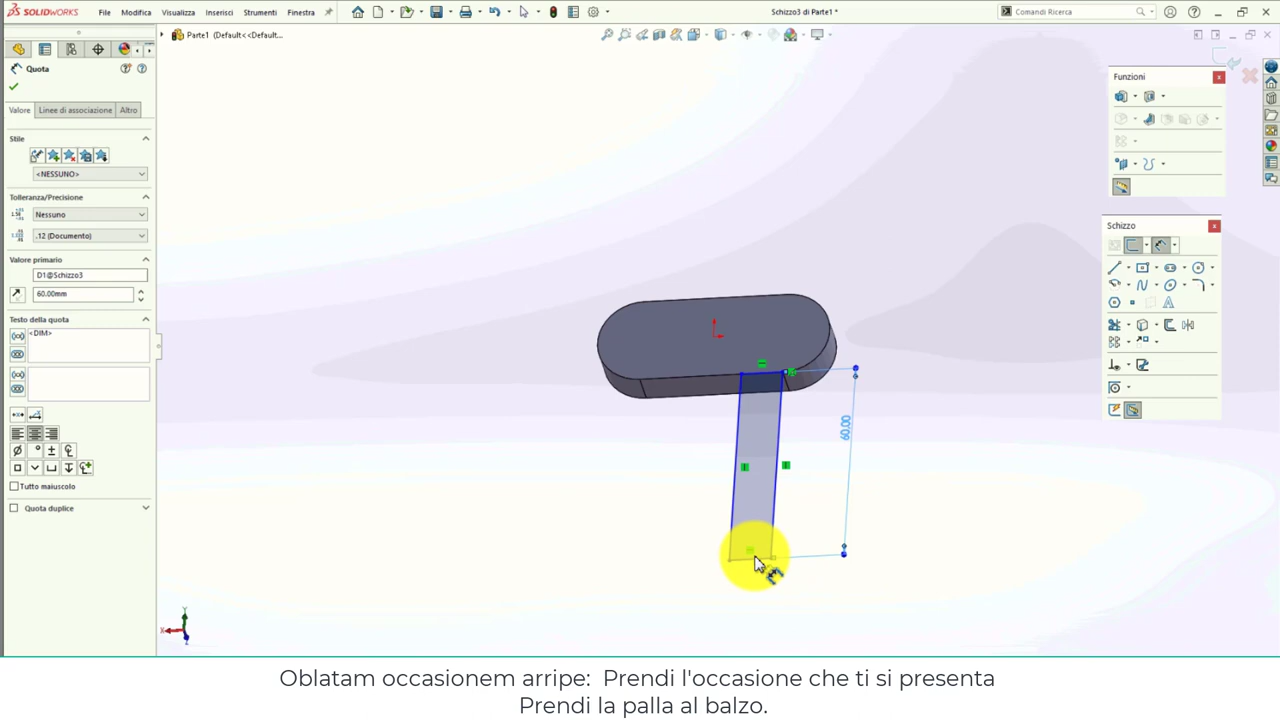 SOLIDWORKS File Modifica Visualizza Inserisci Strumenti Finestra Schizzo3 di Parte1 * Comandi Ricerca
Parte1 (Default<<Default...
Quota
Valore Linee di associazione Altro
Stile
<NESSUNO>
Tolleranza/Precisione
Nessuno
.12 (Documento)
Valore primario
D1@Schizzo3
60.00mm
Testo della quota
<DIM>
Tutto maiuscolo
Quota duplice
60.00
Funzioni
Schizzo
X
Y
Z
Oblatam occasionem arripe: Prendi l'occasione che ti si presenta
Prendi la palla al balzo.